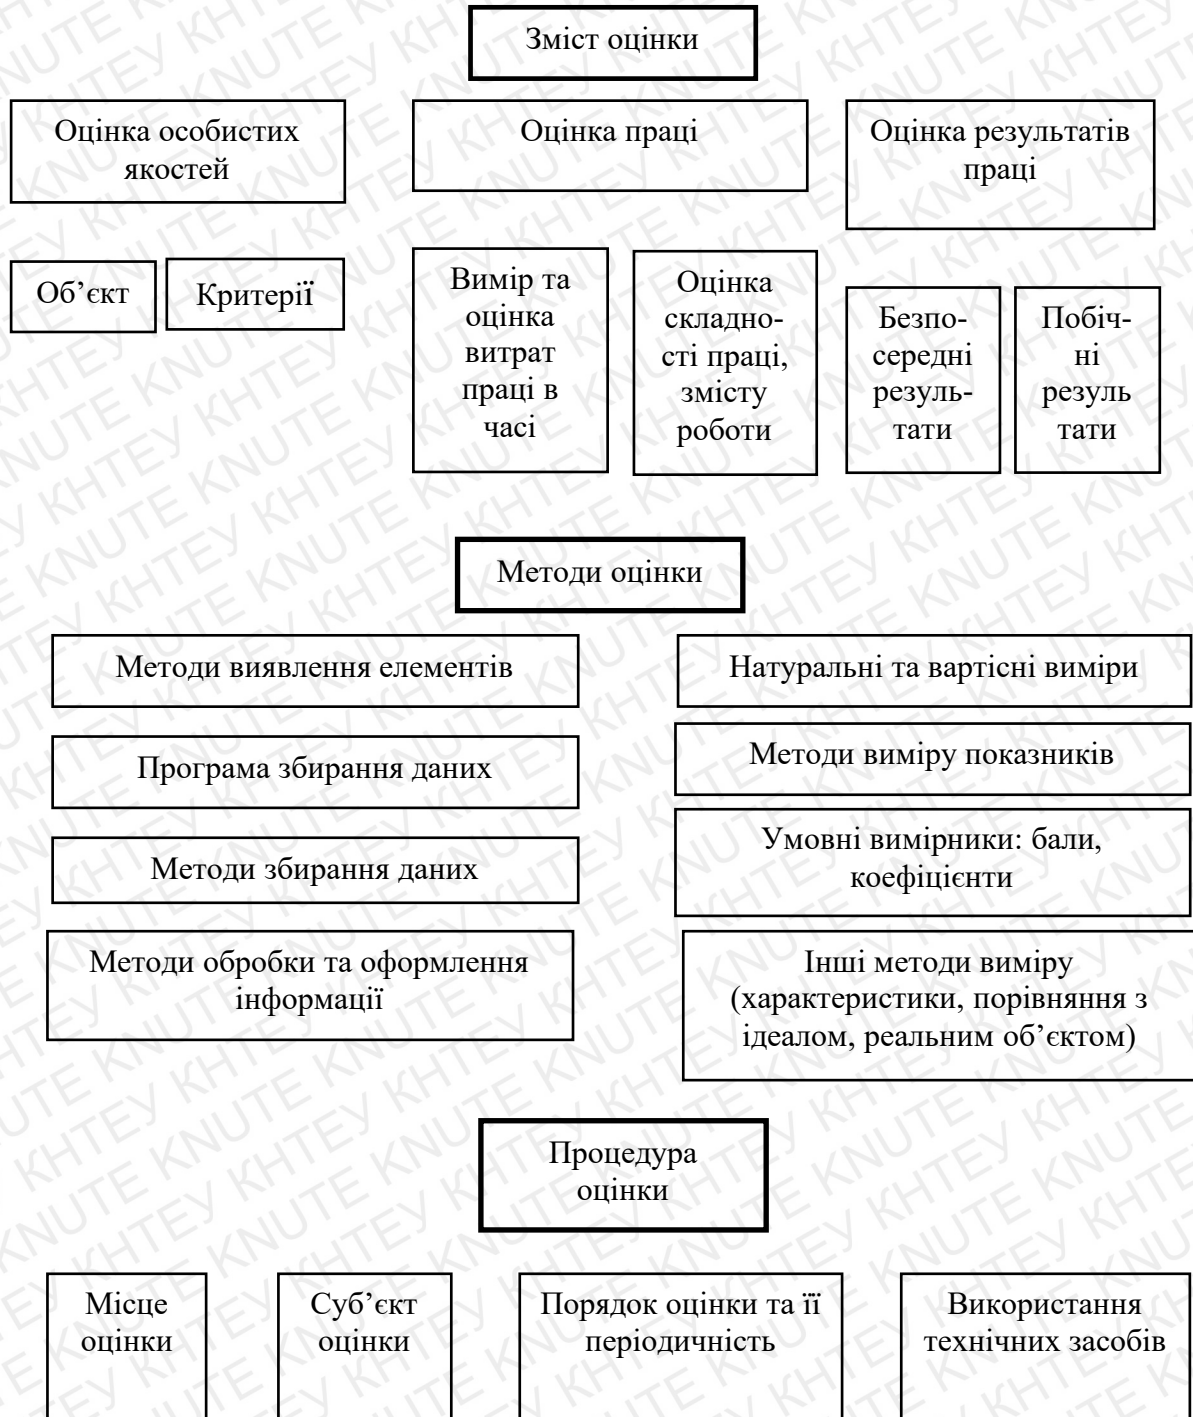 Зміст оцінки
Оцінка особистих
якостей
Оцінка праці
Оцінка результатів
праці
Об’єкт
Критерії
Вимір та
оцінка
витрат
праці в
часі
Оцінка
складно-
сті праці,
змісту
роботи
Безпо-
середні
резуль-
тати
Побіч-
ні
резуль
тати
Методи оцінки
Методи виявлення елементів
Натуральні та вартісні виміри
Програма збирання даних
Методи виміру показників
Методи збирання даних
Умовні вимірники: бали,
коефіцієнти
Методи обробки та оформлення
інформації
Інші методи виміру
(характеристики, порівняння з
ідеалом, реальним об’єктом)
Процедура
оцінки
Місце
оцінки
Суб’єкт
оцінки
Порядок оцінки та її
періодичність
Використання
технічних засобів